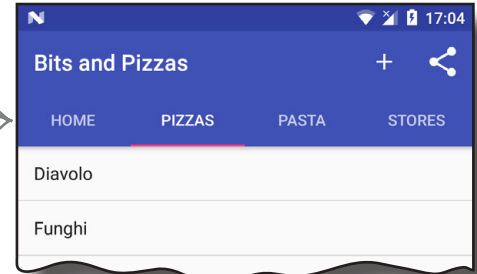 17:04
Bits and Pizzas +
HOME PIZZAS PASTA STORES
Diavolo
Funghi